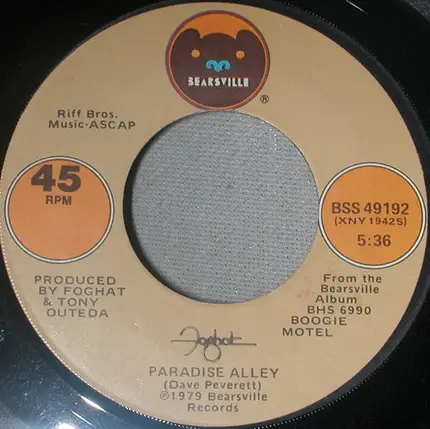 BEARSVILLE
®
Riff Bros.
Music-ASCAP
45
RPM
BSS 49192
(XNY 1942S)
5:36
PRODUCED
BY FOGHAT
& TONY
OUTEDA
From the
Bearsville
Album
BHS 6990
BOOGIE
MOTEL
Foghat
PARADISE ALLEY
(Dave Peverett)
℗1979 Bearsville
Records